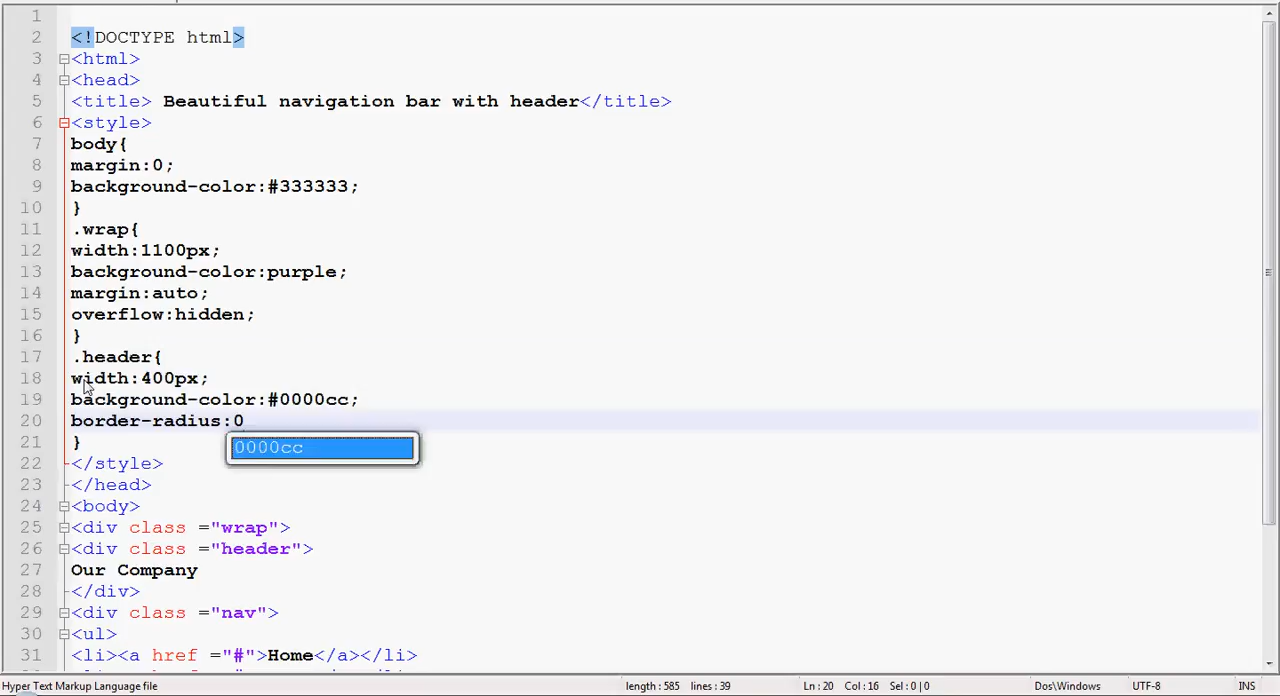 1
2 <!DOCTYPE html>
3 <html>
4 <head>
5 <title> Beautiful navigation bar with header</title>
6 <style>
7 body{
8 margin:0;
9 background-color:#333333;
10 }
11 .wrap{
12 width:1100px;
13 background-color:purple;
14 margin:auto;
15 overflow:hidden;
16 }
17 .header{
18 width:400px;
19 background-color:#0000cc;
20 border-radius:0
0000cc
21 }
22 </style>
23 </head>
24 <body>
25 <div class ="wrap">
26 <div class ="header">
27 Our Company
28 </div>
29 <div class ="nav">
30 <ul>
31 <li><a href ="#">Home</a></li>
Hyper Text Markup Language file length : 585 lines : 39 Ln : 20 Col : 16 Sel : 0 | 0 Dos\Windows UTF-8 INS